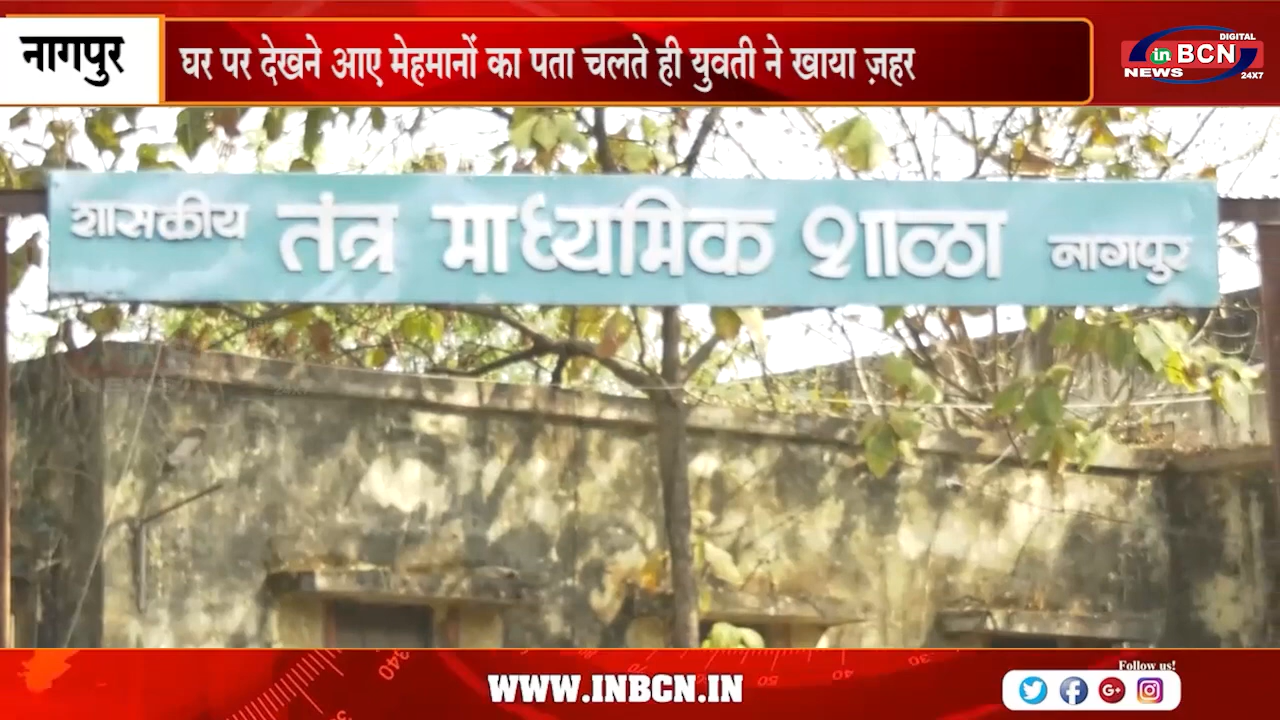 नागपुर
घर पर देखने आए मेहमानों का पता चलते ही युवती ने खाया ज़हर
DIGITAL
in BCN
NEWS 24X7
शासकीय तंत्र माध्यमिक शाळा नागपुर
WWW.INBCN.IN
Follow us!